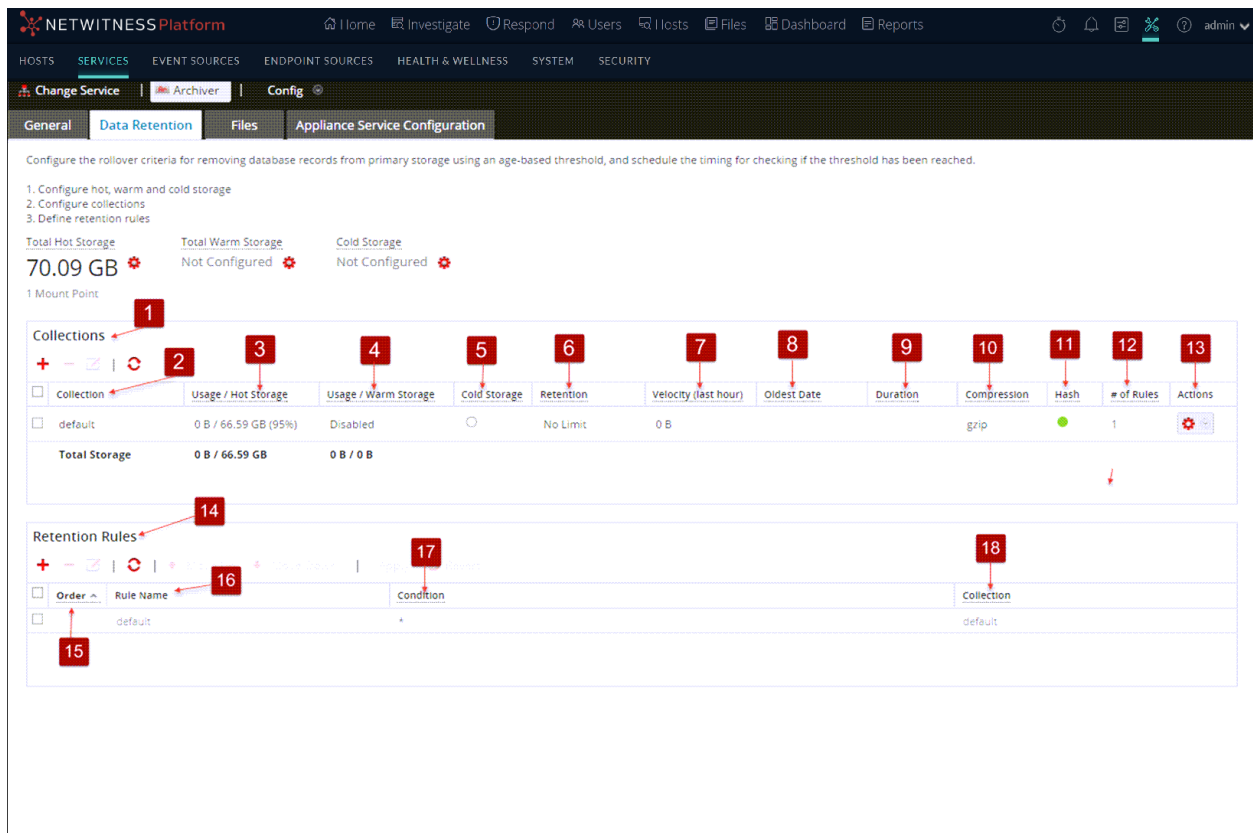 NETWITNESS Platform
Home Investigate Respond Users Hosts Files Dashboard Reports admin
HOSTS SERVICES EVENT SOURCES ENDPOINT SOURCES HEALTH & WELLNESS SYSTEM SECURITY
Change Service | Archiver | Config
General Data Retention Files Appliance Service Configuration
Configure the rollover criteria for removing database records from primary storage using an age-based threshold, and schedule the timing for checking if the threshold has been reached.
1. Configure hot, warm and cold storage
2. Configure collections
3. Define retention rules
Total Hot Storage Total Warm Storage Cold Storage
70.09 GB Not Configured Not Configured
1 Mount Point
1
Collections
2 3 4 5 6 7 8 9 10 11 12 13
Collection Usage / Hot Storage Usage / Warm Storage Cold Storage Retention Velocity (last hour) Oldest Date Duration Compression Hash # of Rules Actions
default 0 B / 66.59 GB (95%) Disabled No Limit 0 B gzip 1
Total Storage 0 B / 66.59 GB 0 B / 0 B
14
Retention Rules
16 17 18
Order Rule Name Condition Collection
default * default
15